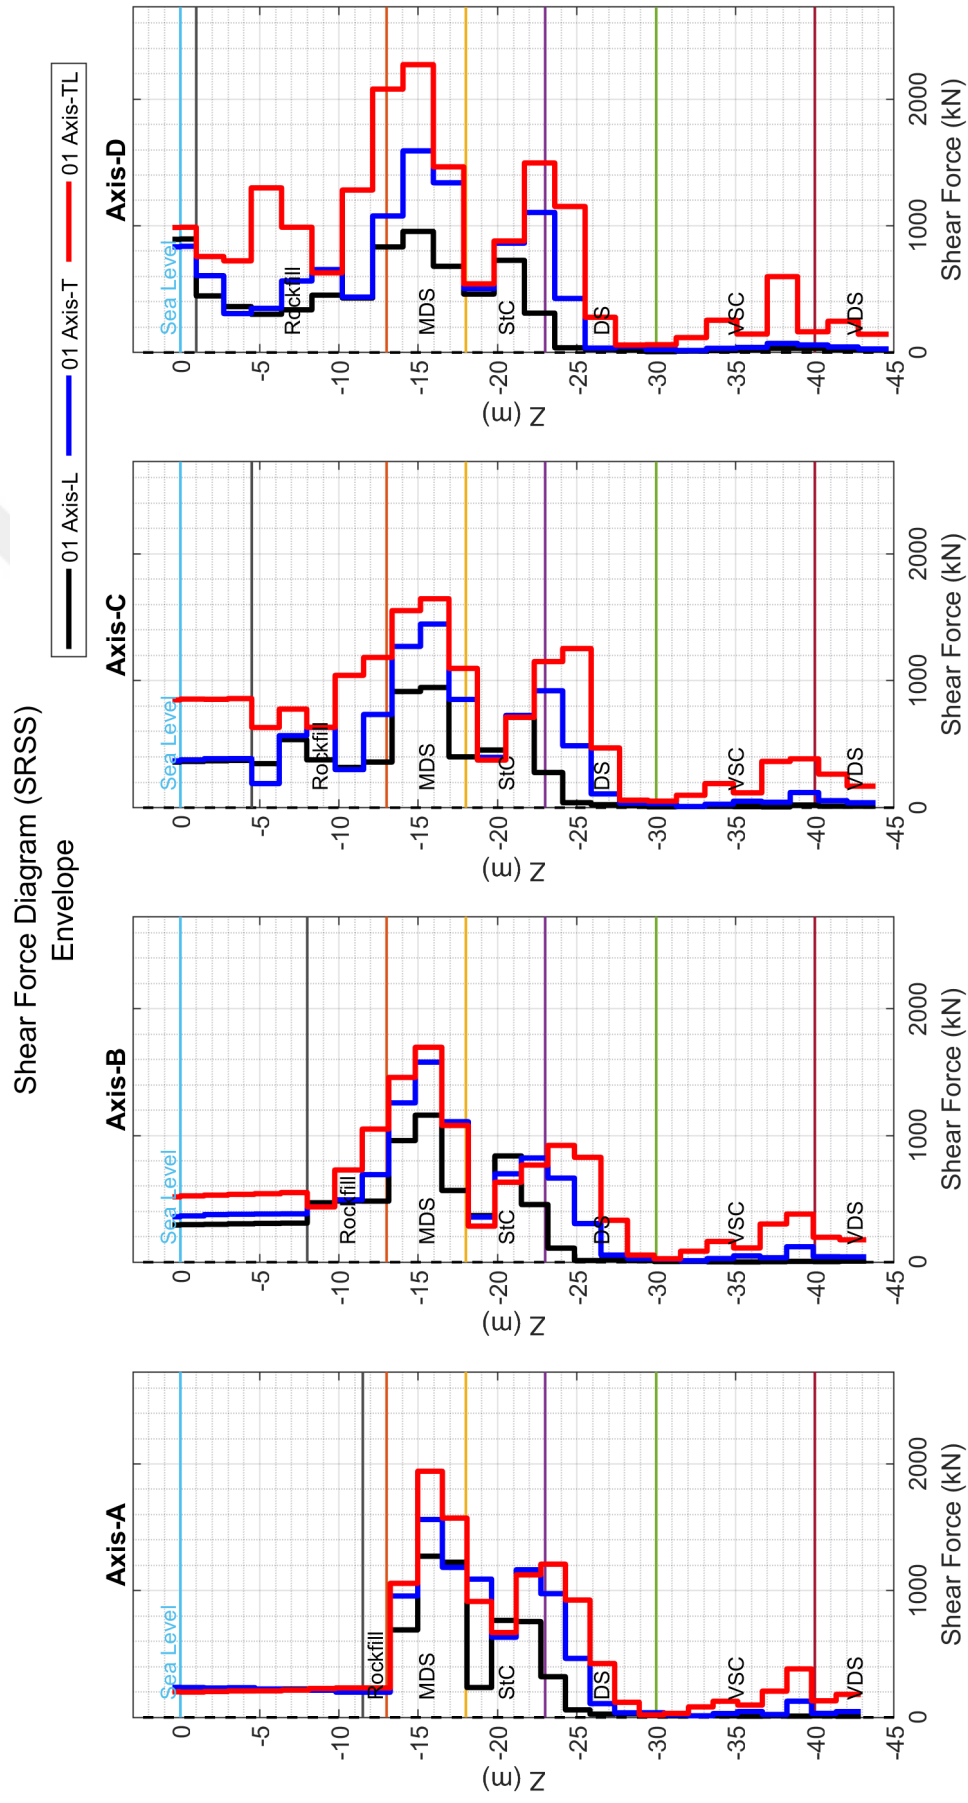 Shear Force Diagram (SRSS)
Envelope
01 Axis-L 01 Axis-T 01 Axis-TL
Axis-A
Sea Level
Rockfill
MDS
StC
DS
VSC
VDS
0
-5
-10
-15
-20
-25
-30
-35
-40
-45
Z (m)
0 1000 2000
Shear Force (kN)
Axis-B
Sea Level
Rockfill
MDS
StC
DS
VSC
VDS
0
-5
-10
-15
-20
-25
-30
-35
-40
-45
Z (m)
0 1000 2000
Shear Force (kN)
Axis-C
Sea Level
Rockfill
MDS
StC
DS
VSC
VDS
0
-5
-10
-15
-20
-25
-30
-35
-40
-45
Z (m)
0 1000 2000
Shear Force (kN)
Axis-D
Sea Level
Rockfill
MDS
StC
DS
VSC
VDS
0
-5
-10
-15
-20
-25
-30
-35
-40
-45
Z (m)
0 1000 2000
Shear Force (kN)